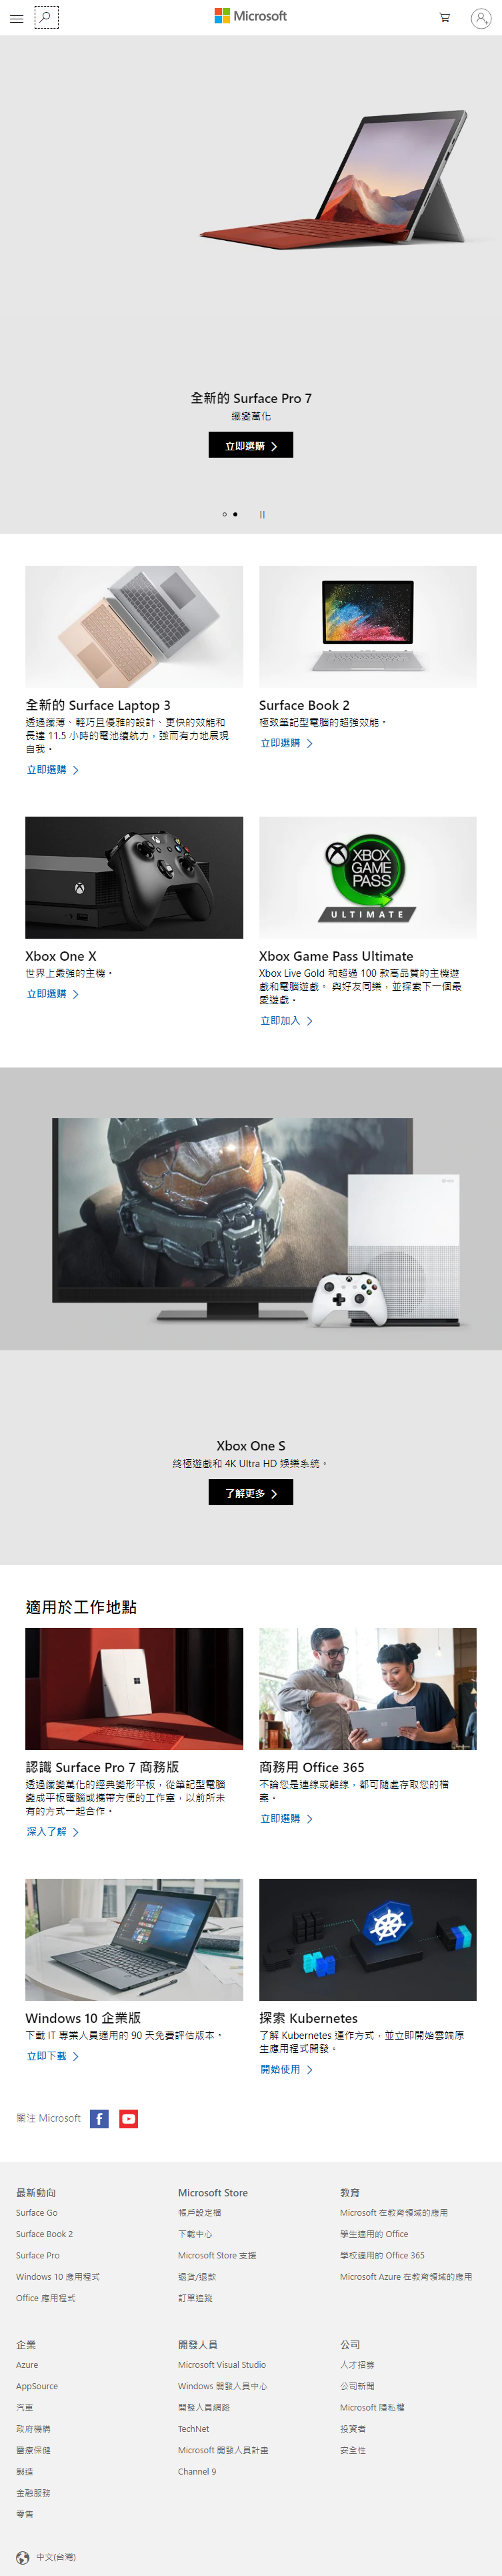 Microsoft
全新的 Surface Pro 7
纖變萬化
立即選購
全新的 Surface Laptop 3
透過纖薄、輕巧且優雅的設計、更快的效能和
長達 11.5 小時的電池續航力，強而有力地展現
自我。
立即選購
Surface Book 2
極致筆記型電腦的超強效能。
立即選購
Xbox One X
世界上最強的主機。
立即選購
XBOX
GAME
PASS
ULTIMATE
Xbox Game Pass Ultimate
Xbox Live Gold 和超過 100 款高品質的主機遊
戲和電腦遊戲。 與好友同樂，並探索下一個最
愛遊戲。
立即加入
Xbox One S
終極遊戲和 4K Ultra HD 娛樂系統。
了解更多
適用於工作地點
認識 Surface Pro 7 商務版
透過纖變萬化的經典變形平板，從筆記型電腦
變成平板電腦或攜帶方便的工作室，以前所未
有的方式一起合作。
深入了解
商務用 Office 365
不論您是連線或離線，都可隨處存取您的檔
案。
立即選購
Windows 10 企業版
下載 IT 專業人員適用的 90 天免費評估版本。
立即下載
探索 Kubernetes
了解 Kubernetes 運作方式，並立即開始雲端原
生應用程式開發。
開始使用
關注 Microsoft
最新動向
Surface Go
Surface Book 2
Surface Pro
Windows 10 應用程式
Office 應用程式
Microsoft Store
帳戶設定檔
下載中心
Microsoft Store 支援
退貨/退款
訂單追蹤
教育
Microsoft 在教育領域的應用
學生適用的 Office
學校適用的 Office 365
Microsoft Azure 在教育領域的應用
企業
Azure
AppSource
汽車
政府機構
醫療保健
製造
金融服務
零售
開發人員
Microsoft Visual Studio
Windows 開發人員中心
開發人員網路
TechNet
Microsoft 開發人員計畫
Channel 9
公司
人才招募
公司新聞
Microsoft 隱私權
投資者
安全性
中文(台灣)